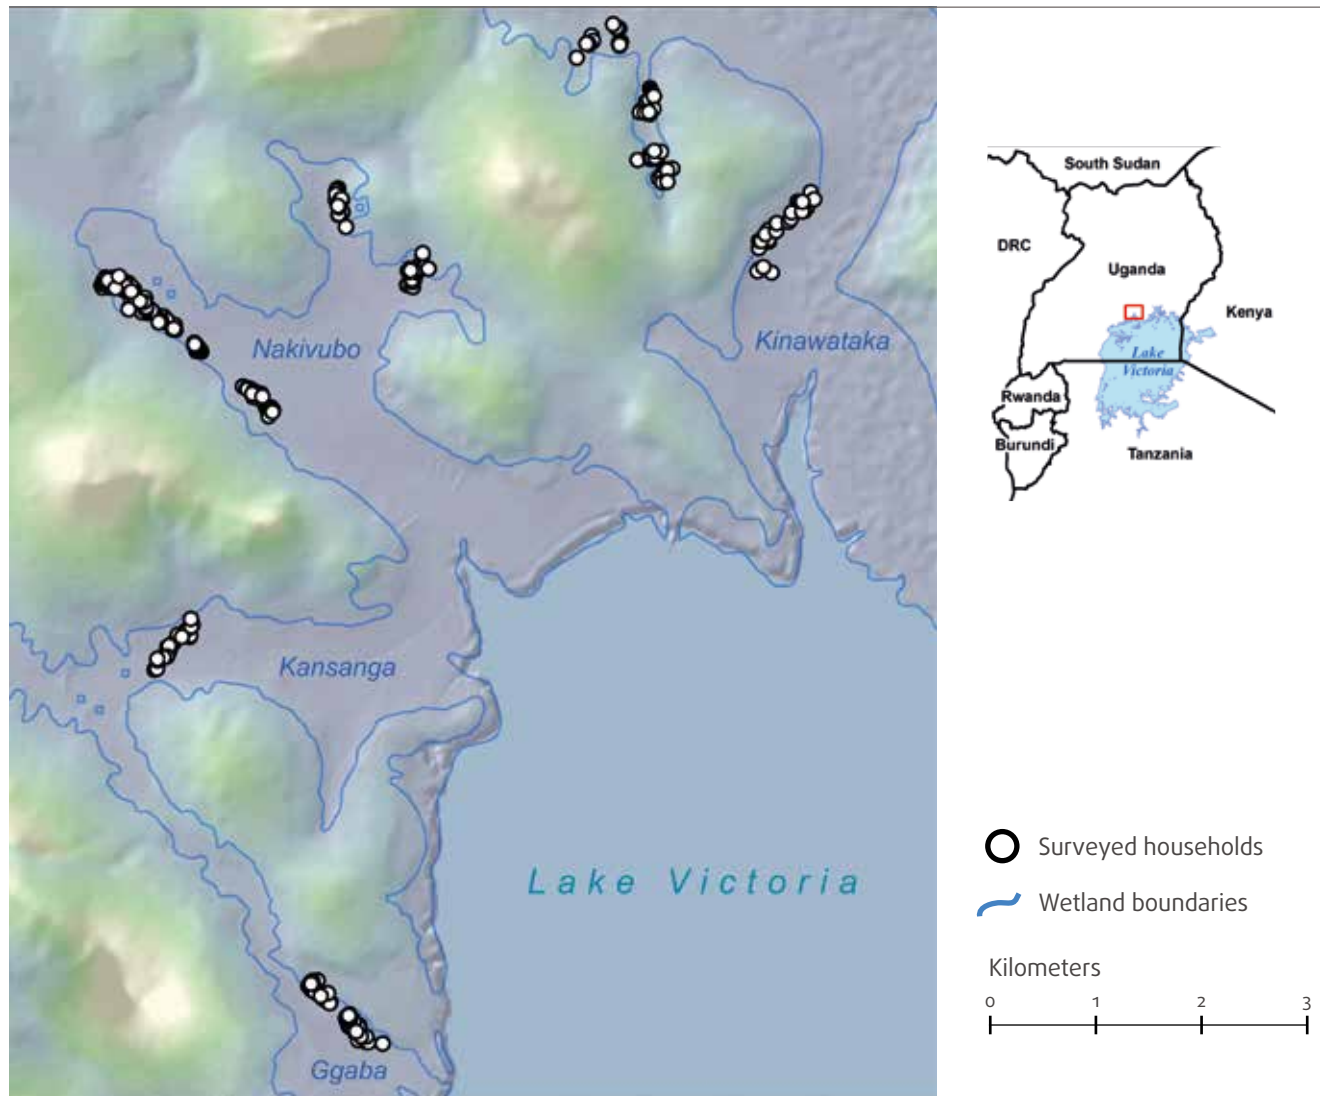 Nakivubo
Kinawataka
Kansanga
Lake Victoria
Ggaba
South Sudan
DRC
Uganda
Kenya
Lake
Victoria
Rwanda
Burundi
Tanzania
Surveyed households
Wetland boundaries
Kilometers
0 1 2 3